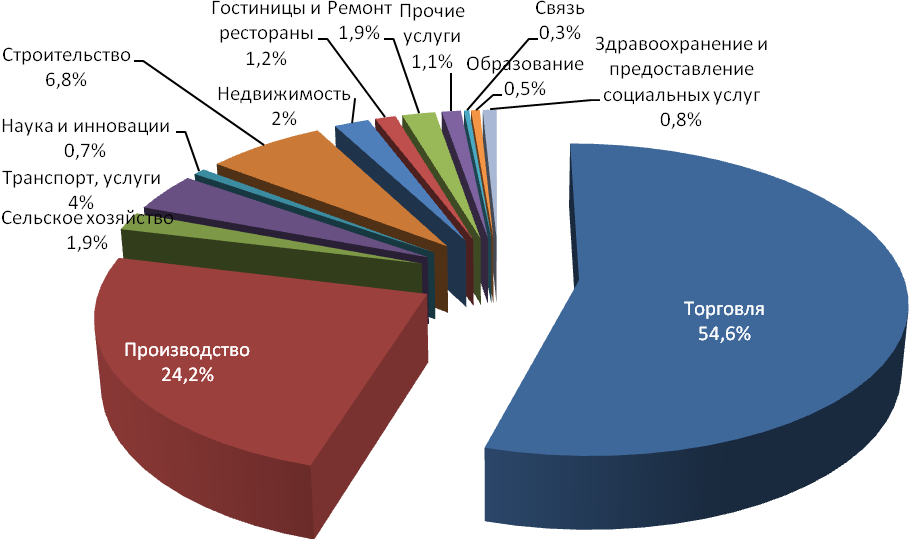 Гостиницы и
рестораны
1,2%
Ремонт
1,9%
Прочие
услуги
1,1%
Связь
0,3%
Образование
0,5%
Здравоохранение и
предоставление
социальных услуг
0,8%
Строительство
6,8%
Недвижимость
2%
Наука и инновации
0,7%
Транспорт, услуги
4%
Сельское хозяйство
1,9%
Производство
24,2%
Торговля
54,6%